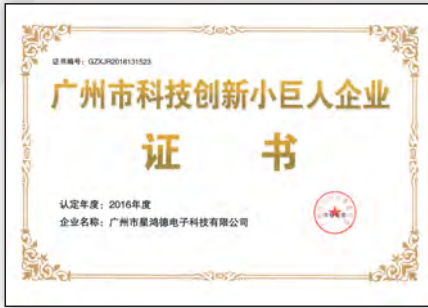 证书编号：GZXJR2016131523
广州市科技创新小巨人企业
证 书
认定年度：2016年度
企业名称：广州市星鸿德电子科技有限公司